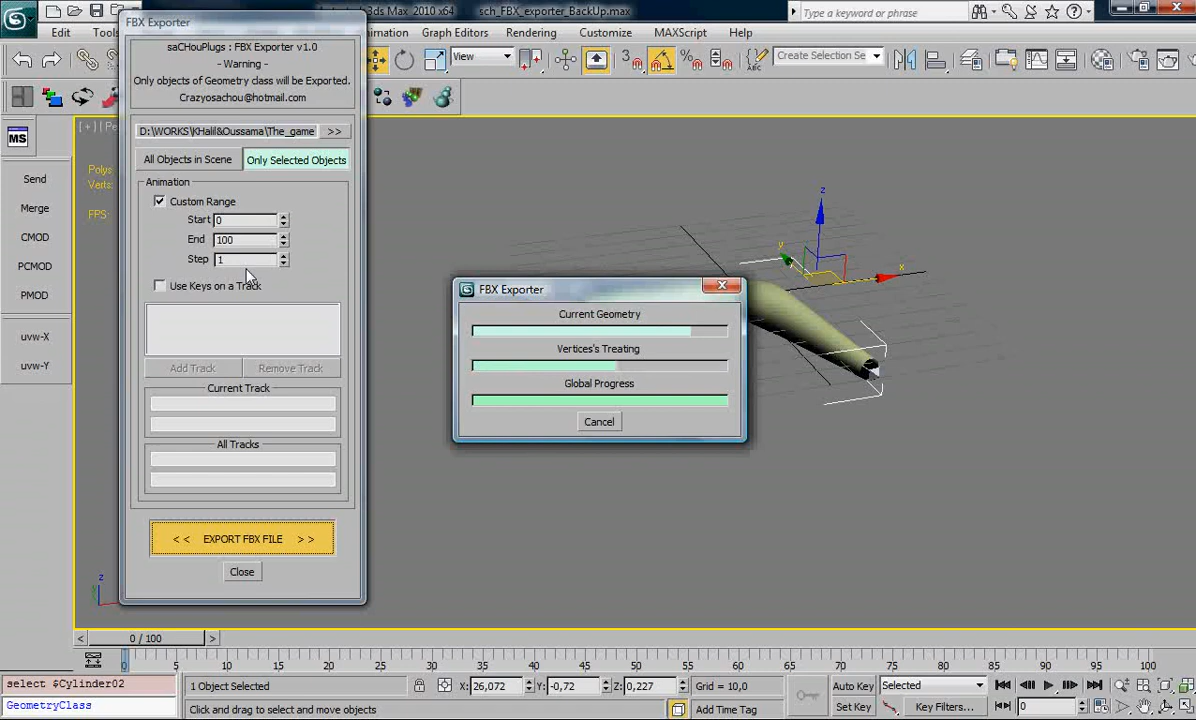 Autodesk 3ds Max 2010 x64
sch_FBX_exporter_BackUp.max
Type a keyword or phrase
Edit
Animation
Graph Editors
Rendering
Customize
MAXScript
Help
View
3
Create Selection Se
MS
Send
Merge
CMOD
PCMOD
PMOD
uvw-X
uvw-Y
[ + ]
Polys
Verts:
FPS:
FBX Exporter
saCHouPlugs : FBX Exporter v1.0
- Warning -
Only objects of Geometry class will be Exported.
Crazyosachou@hotmail.com
D:\WORKS\KHalil&Oussama\The_game
>>
All Objects in Scene
Only Selected Objects
Animation
Custom Range
Start 0
End 100
Step 1
Use Keys on a Track
Add Track
Remove Track
Current Track
All Tracks
<< EXPORT FBX FILE >>
Close
FBX Exporter
Current Geometry
Vertices's Treating
Global Progress
Cancel
z
y
x
z
< 0 / 100 >
0 5 10 15 20 25 30 35 40 45 50 55 60 65 70 75 80 85 90 95 100
select $Cylinder02
GeometryClass
1 Object Selected
X: 26,072
Y: -0,72
Z: 0,227
Grid = 10,0
Auto Key
Selected
Click and drag to select and move objects
Add Time Tag
Set Key
Key Filters...
0